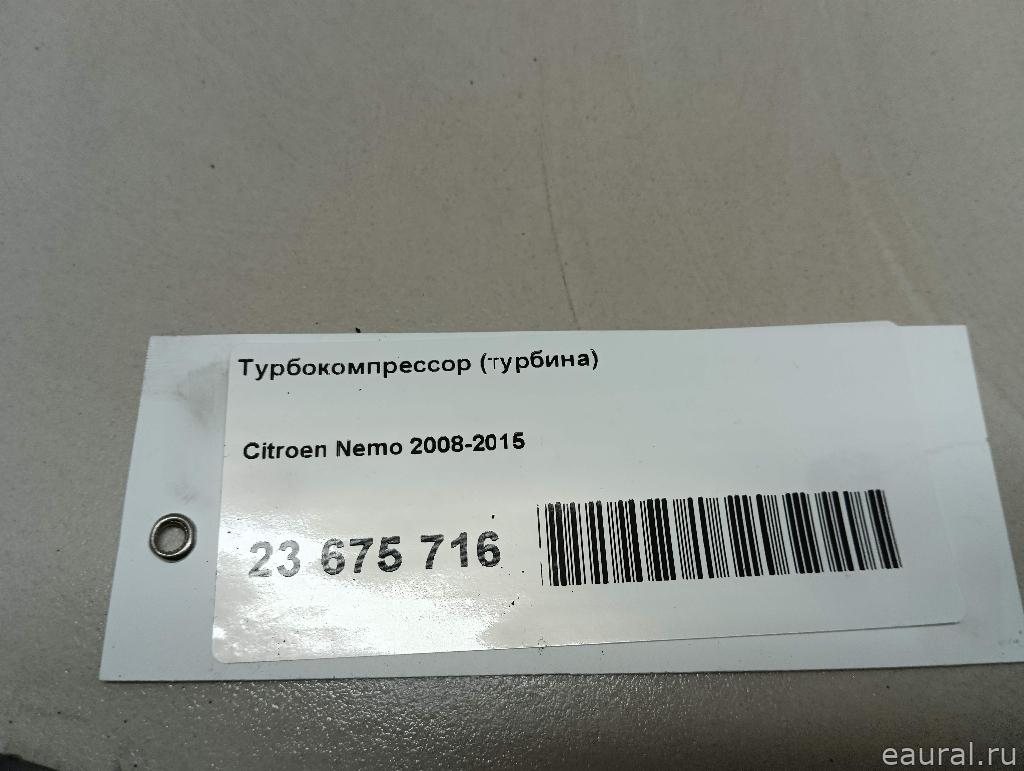 Турбокомпрессор (турбина)
Citroen Nemo 2008-2015
23 675 716
eaural.ru